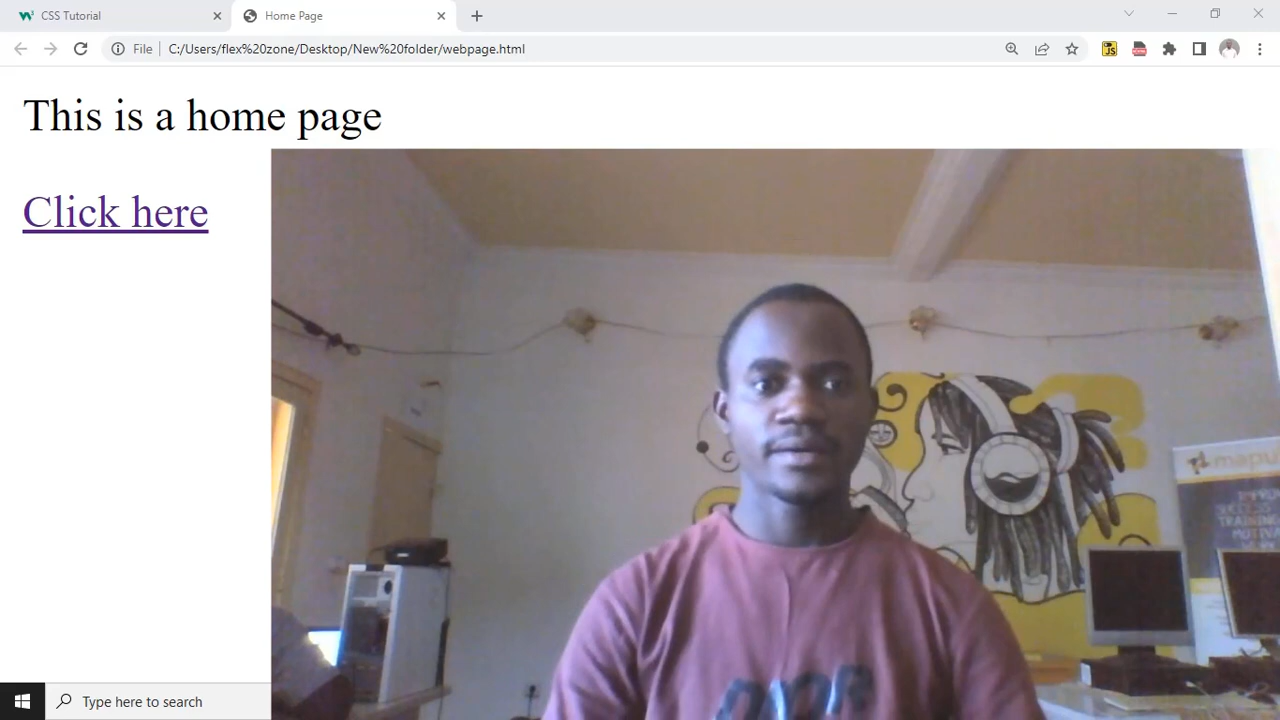 CSS Tutorial
Home Page
File
C:/Users/flex%20zone/Desktop/New%20folder/webpage.html
JS
This is a home page
Click here
Type here to search